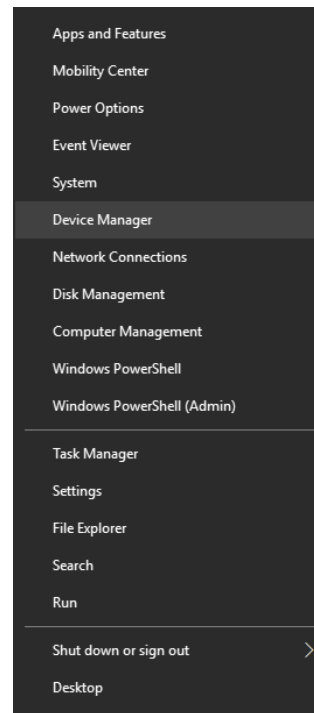 Apps and Features
Mobility Center
Power Options
Event Viewer
System
Device Manager
Network Connections
Disk Management
Computer Management
Windows PowerShell
Windows PowerShell (Admin)
Task Manager
Settings
File Explorer
Search
Run
Shut down or sign out
Desktop